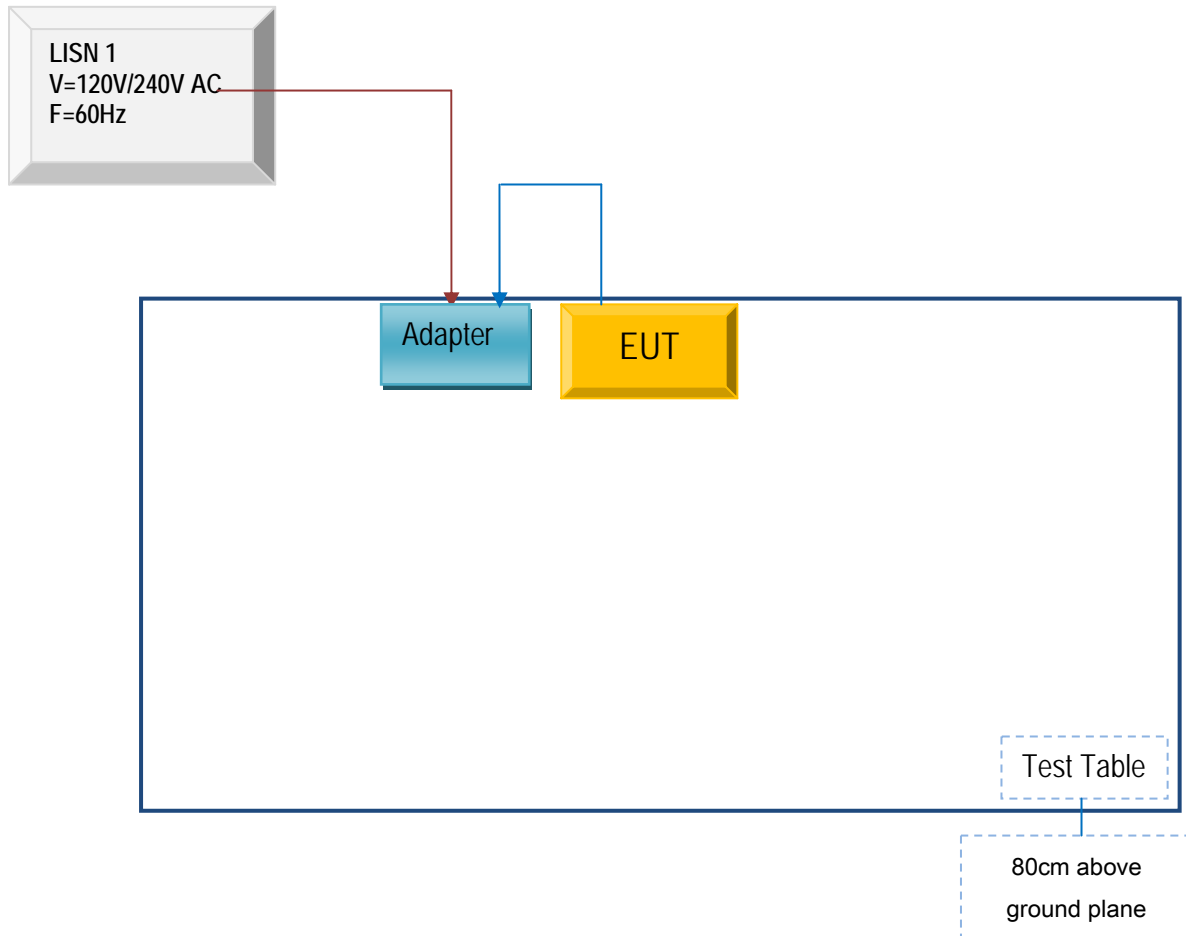 LISN 1
V=120V/240V AC
F=60Hz
Adapter
EUT
Test Table
80cm above
ground plane